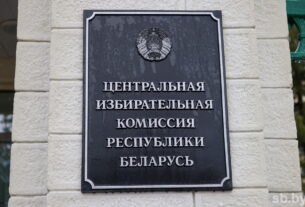 ЦЕНТРАЛЬНАЯ
ИЗБИРАТЕЛЬНАЯ
КОМИССИЯ
РЕСПУБЛИКИ
БЕЛАРУСЬ
sb.by